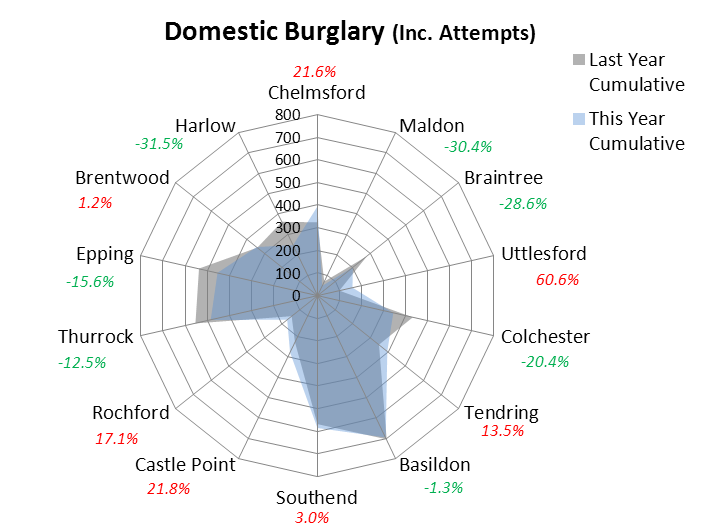 Domestic Burglary (Inc. Attempts)
21.6%
Chelmsford
Last Year
Cumulative
This Year
Cumulative
Harlow
-31.5%
Maldon
-30.4%
Brentwood
1.2%
Braintree
-28.6%
Epping
-15.6%
Uttlesford
60.6%
Thurrock
-12.5%
Colchester
-20.4%
Rochford
17.1%
Tendring
13.5%
Castle Point
21.8%
Basildon
-1.3%
Southend
3.0%
800
700
600
500
400
300
200
100
0